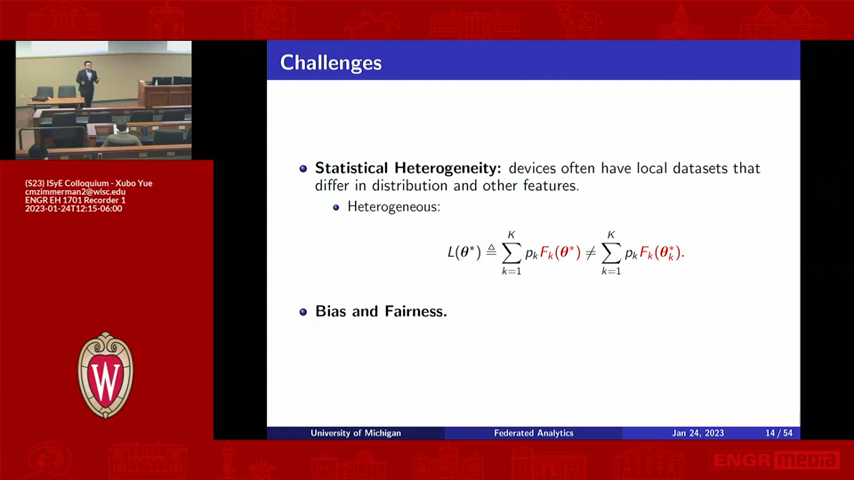 Challenges
Statistical Heterogeneity: devices often have local datasets that
differ in distribution and other features.
Heterogeneous:
L(θ*) ≜ ∑_{k=1}^{K} p_k F_k(θ*) ≠ ∑_{k=1}^{K} p_k F_k(θ_k*).
Bias and Fairness.
University of Michigan Federated Analytics Jan 24, 2023 14 / 54
(S23) ISyE Colloquium - Xubo Yue
cmzimmerman2@wisc.edu
ENGR EH 1701 Recorder 1
2023-01-24T12:15-06:00
W
ENGR media